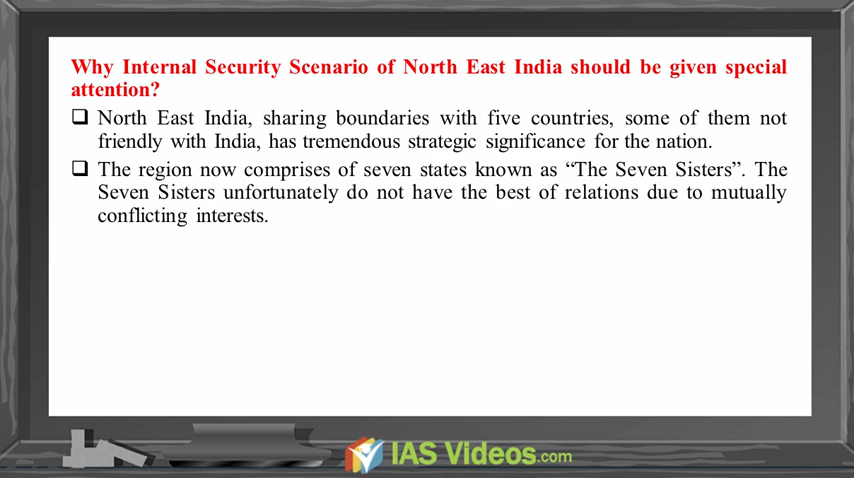 Why Internal Security Scenario of North East India should be given special
attention?
❑ North East India, sharing boundaries with five countries, some of them not
friendly with India, has tremendous strategic significance for the nation.
❑ The region now comprises of seven states known as “The Seven Sisters”. The
Seven Sisters unfortunately do not have the best of relations due to mutually
conflicting interests.
IAS Videos.com